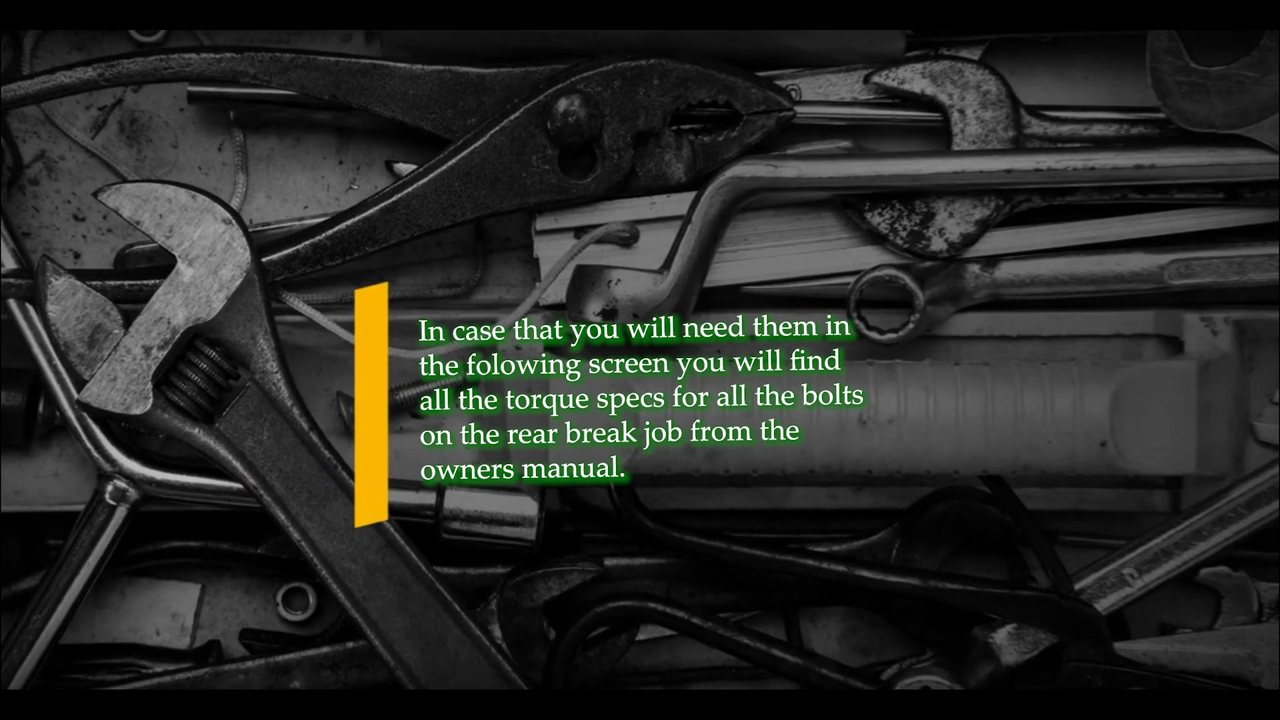 In case that you will need them in
the folowing screen you will find
all the torque specs for all the bolts
on the rear break job from the
owners manual.